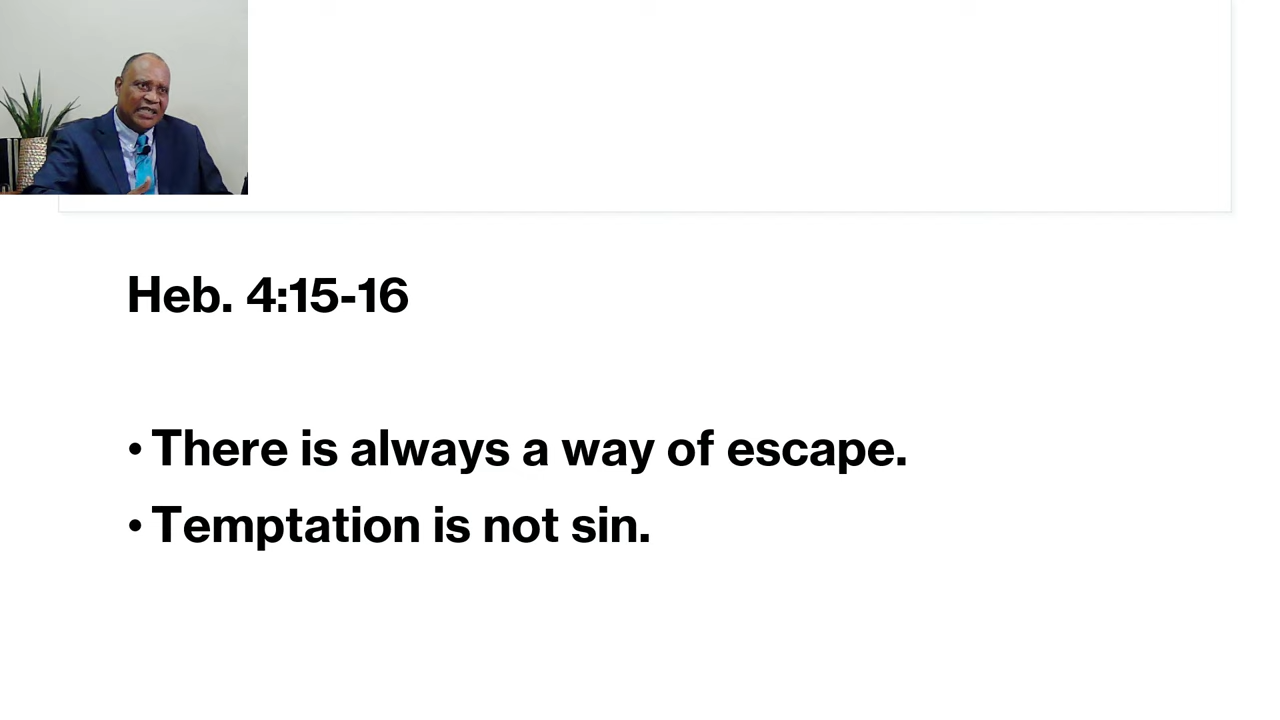 Heb. 4:15-16
• There is always a way of escape.
• Temptation is not sin.